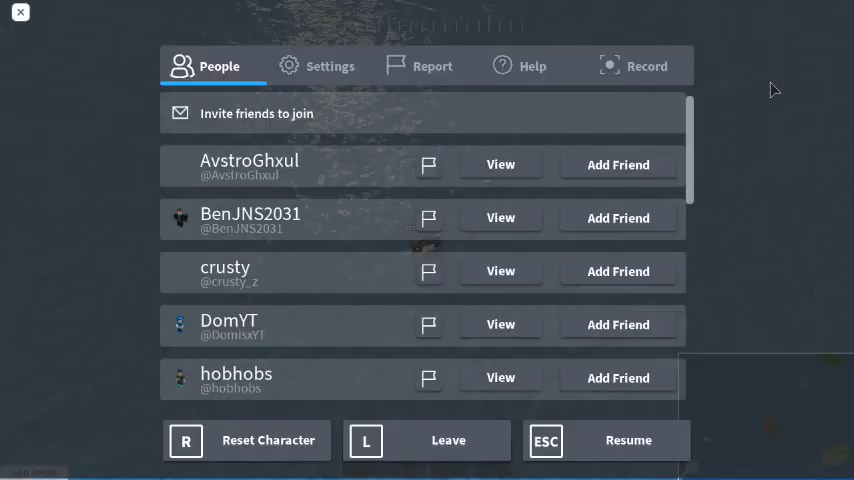 People
Settings
Report
Help
Record
Invite friends to join
AvstroGhxul
@AvstroGhxul
View
Add Friend
BenJNS2031
@BenJNS2031
View
Add Friend
crusty
@crusty_z
View
Add Friend
DomYT
@DomisxYT
View
Add Friend
hobhobs
@hobhobs
View
Add Friend
R
Reset Character
L
Leave
ESC
Resume